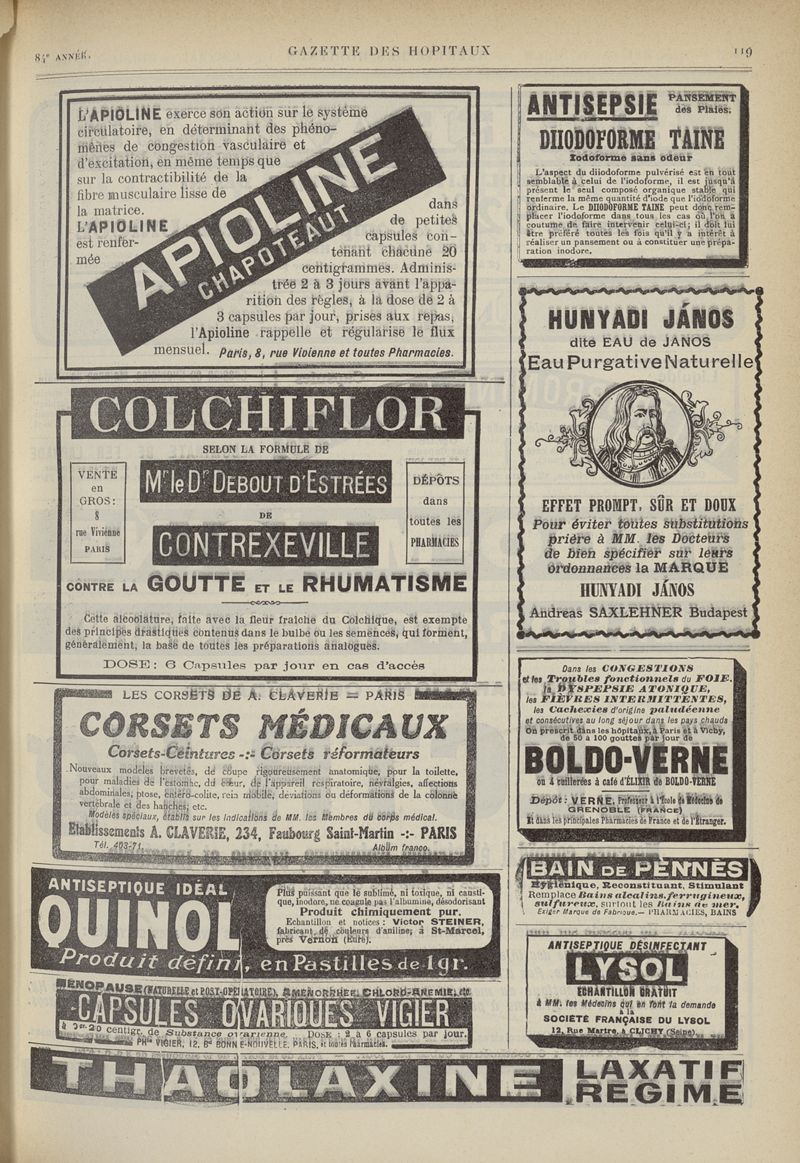 84e ANNÉE.
GAZETTE DES HOPITAUX
119
L'APIOLINE exerce son action sur le système
circulatoire, en déterminant des phéno-
mènes de congestion vasculaire et
d'excitation, en même temps que
sur la contractibilité de la
fibre musculaire lisse de
la matrice.
L'APIOLINE
est renfer-
mée
APIOLINE
CHAPOTEAUT
dans
de petites
capsules con-
tenant chacune 20
centigrammes. Adminis-
trée 2 à 3 jours avant l'appa-
rition des règles, à la dose de 2 à
3 capsules par jour, prises aux repas,
l'Apioline rappelle et régularise le flux
mensuel. Paris, 8, rue Vivienne et toutes Pharmacies.
COLCHIFLOR
SELON LA FORMULE DE
VENTE
en
GROS:
8
rue Vivienne
PARIS
Mr le Dr DEBOUT D'ESTRÉES
DE
CONTREXEVILLE
DÉPÔTS
dans
toutes les
PHARMACIES
CONTRE LA GOUTTE ET LE RHUMATISME
Cette alcoolature, faite avec la fleur fraîche du Colchique, est exempte
des principes drastiques contenus dans le bulbe ou les semences, qui forment,
généralement, la base de toutes les préparations analogues.
DOSE: 6 Capsules par jour en cas d'accès
LES CORSETS DE A. CLAVERIE = PARIS
CORSETS MÉDICAUX
Corsets-Ceintures -:- Corsets réformateurs
Nouveaux modèles brevetés, de coupe rigoureusement anatomique, pour la toilette,
pour maladies de l'estomac, du cœur, de l'appareil respiratoire, névralgies, affections
abdominales, ptose, entéro-colite, rein mobile, déviations ou déformations de la colonne
vertébrale et des hanches, etc.
Modèles spéciaux, établis sur les indications de MM. les Membres du corps médical.
Etablissements A. CLAVERIE, 234, Faubourg Saint-Martin -:- PARIS
Tél. 403-71.
Album franco.
ANTISEPTIQUE IDÉAL
QUINOL
Plus puissant que le sublimé, ni toxique, ni causti-
que, inodore, ne coagule pas l'albumine, désodorisant
Produit chimiquement pur.
Echantillon et notices : Victor STEINER,
fabricant de couleurs d'aniline, à St-Marcel,
près Vernon (Eure).
Produit défini, en Pastilles de 1 gr.
MÉNOPAUSE (NATURELLE et POST-OPÉRATOIRE), AMÉNORRHÉE, CHLORO-ANÉMIE, etc.
CAPSULES OVARIQUES VIGIER
à 20 centigr. de Substance ovarienne. DOSE : 2 à 6 capsules par jour.
PHie VIGIER, 12, Bd BONNE-NOUVELLE, PARIS, et toutes Pharmacies.
ANTISEPSIE PANSEMENT
des Plaies.
DIIODOFORME TAINE
Iodoforme sans odeur
L'aspect du diiodoforme pulvérisé est en tout
semblable à celui de l'iodoforme, il est jusqu'à
présent le seul composé organique stable qui
renferme la même quantité d'iode que l'iodoforme
ordinaire. Le DIIODOFORME TAINE peut donc rem-
placer l'iodoforme dans tous les cas où l'on a
coutume de faire intervenir celui-ci; il doit lui
être préféré toutes les fois qu'il y a intérêt à
réaliser un pansement ou à constituer une prépa-
ration inodore.
HUNYADI JÁNOS
dite EAU de JANOS
Eau Purgative Naturelle
EFFET PROMPT, SÛR ET DOUX
Pour éviter toutes substitutions
prière à MM. les Docteurs
de bien spécifier sur leurs
ordonnances la MARQUE
HUNYADI JÁNOS
Andreas SAXLEHNER Budapest
Dans les CONGESTIONS
et les Troubles fonctionnels du FOIE,
la DYSPEPSIE ATONIQUE,
les FIÈVRES INTERMITTENTES,
les Cachexies d'origine paludéenne
et consécutives au long séjour dans les pays chauds
On prescrit dans les hôpitaux, à Paris et à Vichy,
de 50 à 100 gouttes par jour de
BOLDO-VERNE
ou 4 cuillerées à café d'ÉLIXIR de BOLDO-VERNE
Dépôt : VERNE, Professeur à l'École de Médecine de
GRENOBLE (FRANCE)
Et dans les principales Pharmacies de France et de l'Étranger.
BAIN DE PENNÈS
Hygiénique, Reconstituant, Stimulant
Remplace Bains alcalins, ferrugineux,
sulfureux, surtout les Bains de mer.
Exiger Marque de Fabrique. — PHARMACIES, BAINS
ANTISEPTIQUE DÉSINFECTANT
LYSOL
ÉCHANTILLON GRATUIT
à MM. les Médecins qui en font la demande
à la
SOCIÉTÉ FRANÇAISE DU LYSOL
12, Rue Martre, à CLICHY (Seine).
THAOLAXINE LAXATIF
REGIME